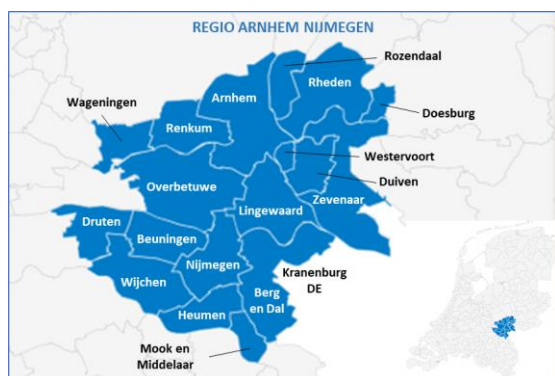 REGIO ARNHEM NIJMEGEN
Rozendaal
Rheden
Arnhem
Wageningen
Renkum
Doesburg
Westervoort
Overbetuwe
Duiven
Zevenaar
Lingewaard
Druten
Beuningen
Nijmegen
Kranenburg
DE
Wijchen
Berg
en Dal
Heumen
Mook en
Middelaar